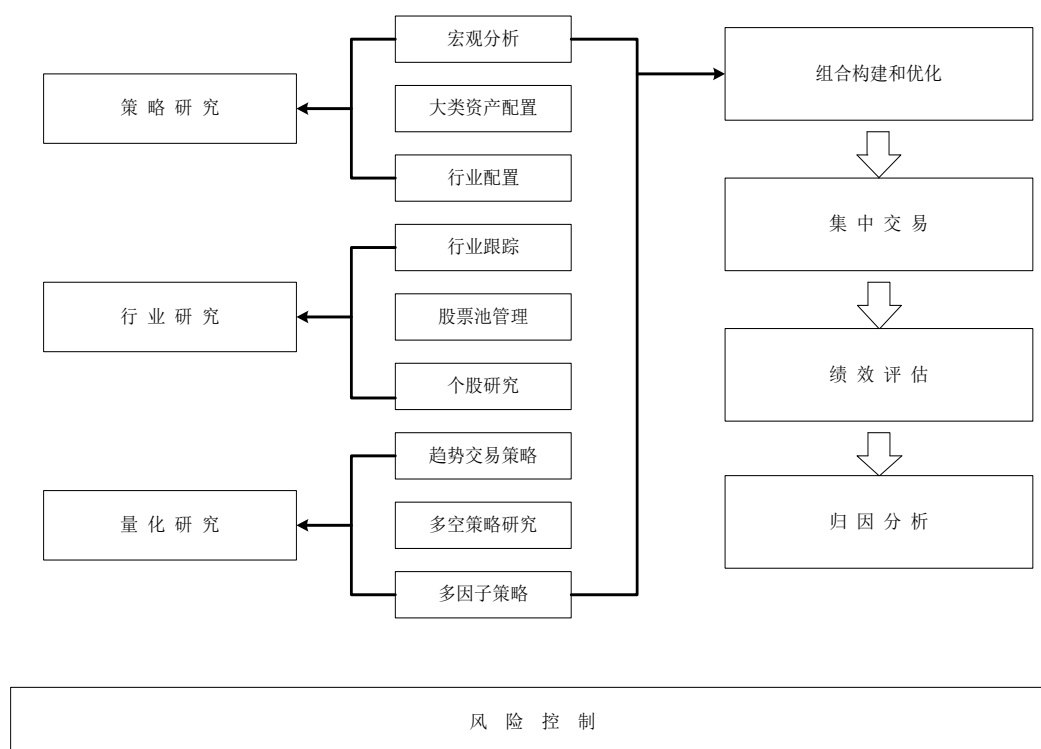 宏观分析
大类资产配置
行业配置
策 略 研 究
行业跟踪
股票池管理
个股研究
行 业 研 究
趋势交易策略
多空策略研究
多因子策略
量 化 研 究
组合构建和优化
集 中 交 易
绩 效 评 估
归 因 分 析
风 险 控 制